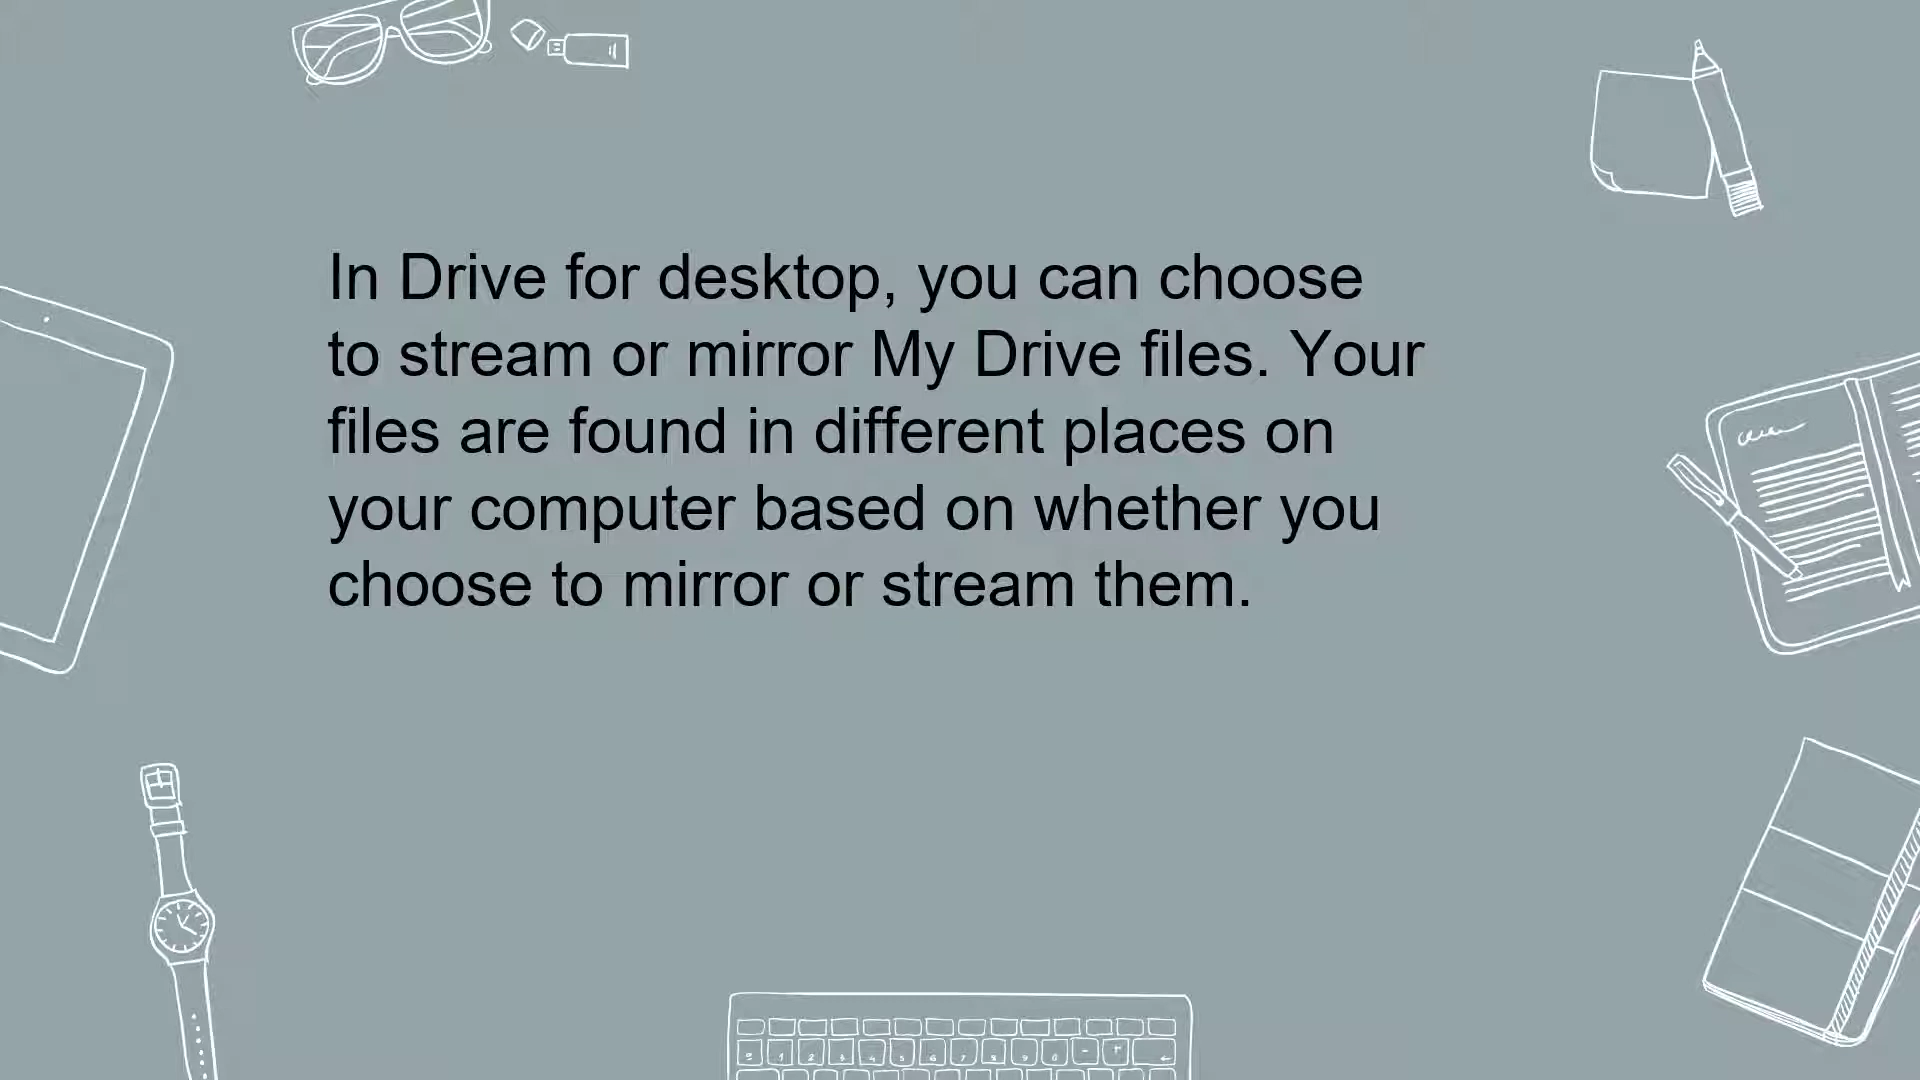 In Drive for desktop, you can choose
to stream or mirror My Drive files. Your
files are found in different places on
your computer based on whether you
choose to mirror or stream them.